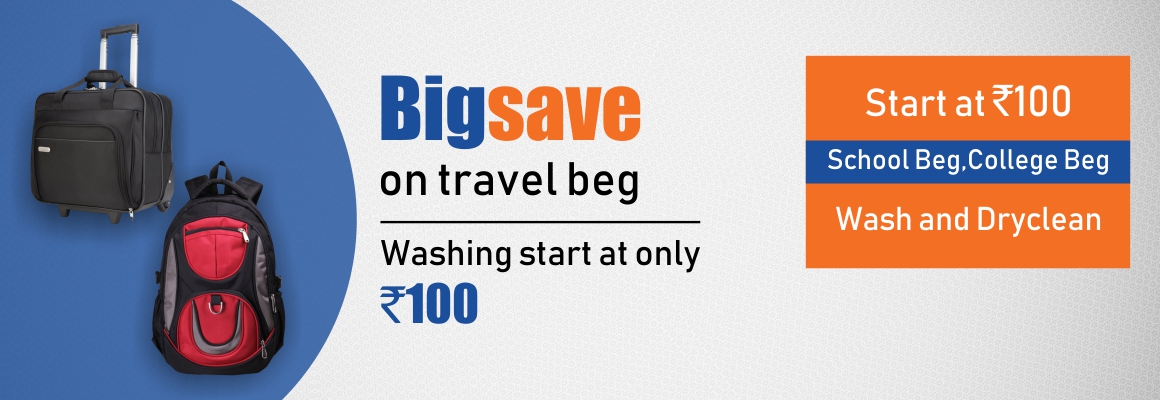 Bigsave
on travel beg
Washing start at only
₹100
Start at ₹100
School Beg,College Beg
Wash and Dryclean